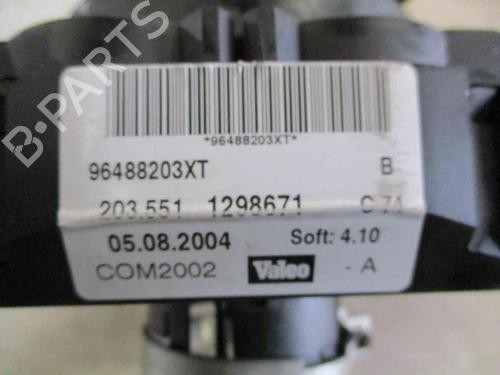 B-PARTS
*96488203XT*
96488203XT B
203.551 1298671 C 74
05.08.2004 Soft: 4.10
COM2002 Valeo - A